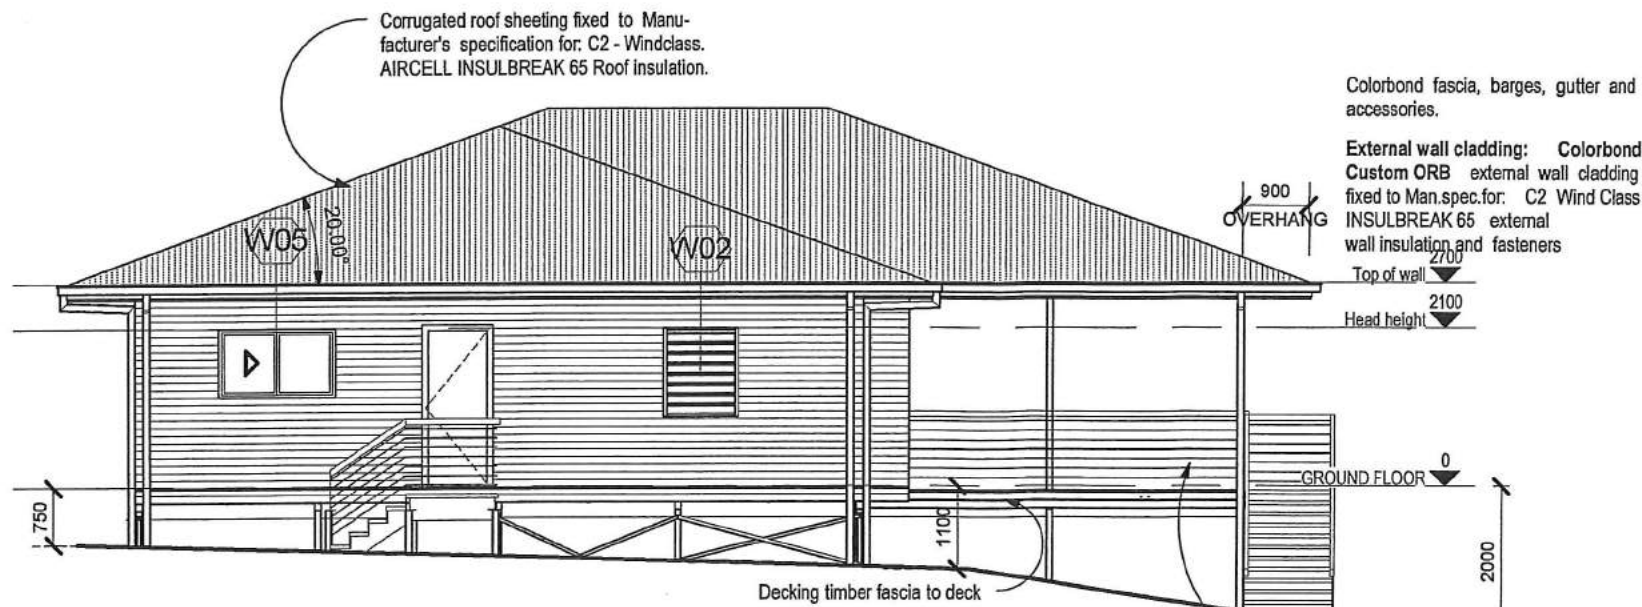 Corrugated roof sheeting fixed to Manu-
facturer's specification for: C2 - Windclass.
AIRCELL INSULBREAK 65 Roof insulation.
Colorbond fascia, barges, gutter and
accessories.
External wall cladding: Colorbond
Custom ORB external wall cladding
fixed to Man.spec.for: C2 Wind Class
INSULBREAK 65 external
wall insulation and fasteners
900
OVERHANG
20.00°
W05
W02
2700
Top of wall
2100
Head height
0
GROUND FLOOR
750
1100
2000
Decking timber fascia to deck